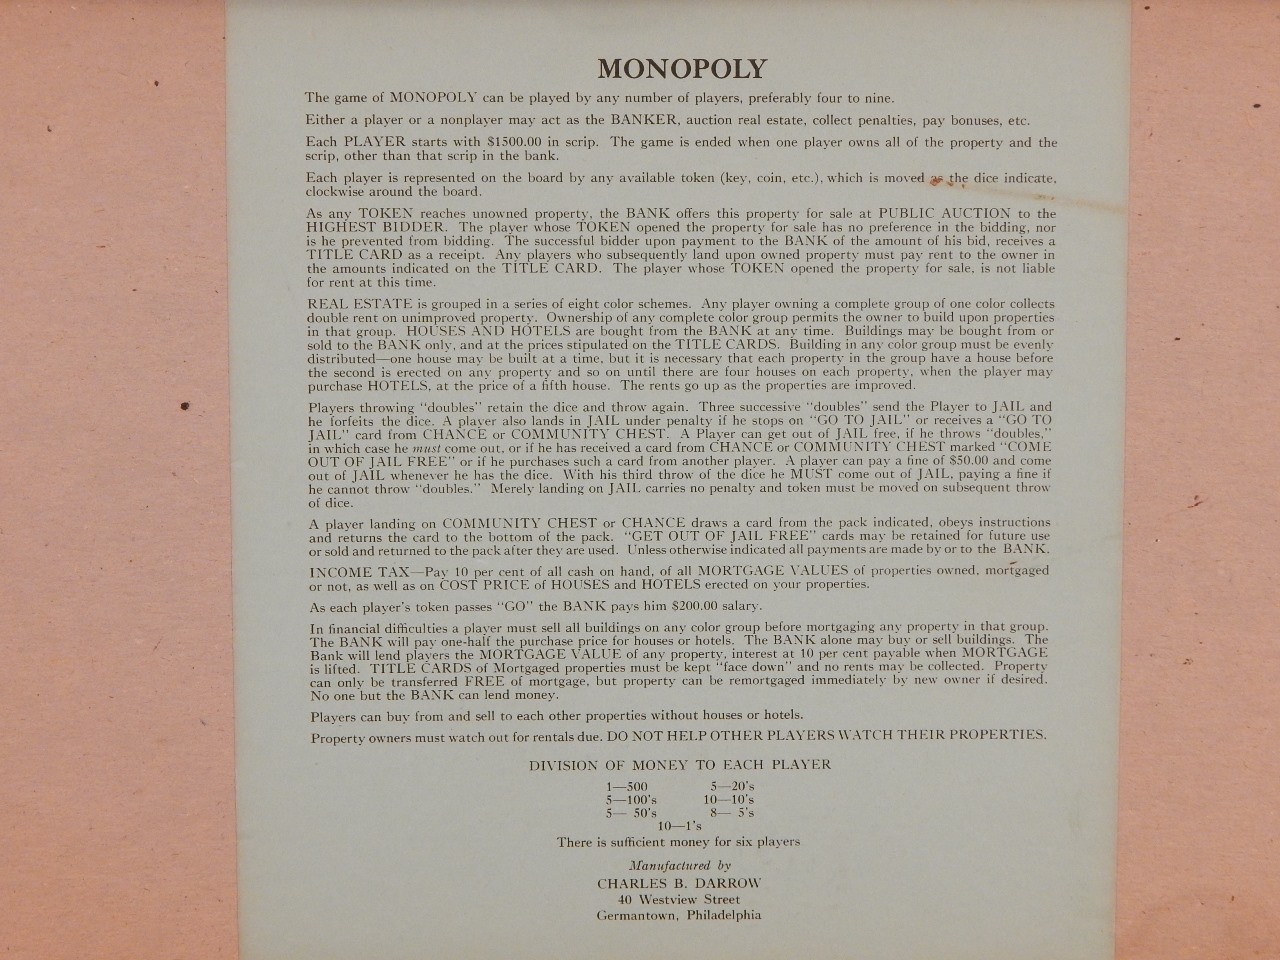 MONOPOLY
The game of MONOPOLY can be played by any number of players, preferably four to nine.
Either a player or a nonplayer may act as the BANKER, auction real estate, collect penalties, pay bonuses, etc.
Each PLAYER starts with $1500.00 in scrip. The game is ended when one player owns all of the property and the
scrip, other than that scrip in the bank.
Each player is represented on the board by any available token (key, coin, etc.), which is moved as the dice indicate,
clockwise around the board.
As any TOKEN reaches unowned property, the BANK offers this property for sale at PUBLIC AUCTION to the
HIGHEST BIDDER. The player whose TOKEN opened the property for sale has no preference in the bidding, nor
is he prevented from bidding. The successful bidder upon payment to the BANK of the amount of his bid, receives a
TITLE CARD as a receipt. Any players who subsequently land upon owned property must pay rent to the owner in
the amounts indicated on the TITLE CARD. The player whose TOKEN opened the property for sale, is not liable
for rent at this time.
REAL ESTATE is grouped in a series of eight color schemes. Any player owning a complete group of one color collects
double rent on unimproved property. Ownership of any complete color group permits the owner to build upon properties
in that group. HOUSES AND HOTELS are bought from the BANK at any time. Buildings may be bought from or
sold to the BANK only, and at the prices stipulated on the TITLE CARDS. Building in any color group must be evenly
distributed—one house may be built at a time, but it is necessary that each property in the group have a house before
the second is erected on any property and so on until there are four houses on each property, when the player may
purchase HOTELS, at the price of a fifth house. The rents go up as the properties are improved.
Players throwing "doubles" retain the dice and throw again. Three successive "doubles" send the Player to JAIL and
he forfeits the dice. A player also lands in JAIL under penalty if he stops on "GO TO JAIL" or receives a "GO TO
JAIL" card from CHANCE or COMMUNITY CHEST. A Player can get out of JAIL free, if he throws "doubles,"
in which case he must come out, or if he has received a card from CHANCE or COMMUNITY CHEST marked "COME
OUT OF JAIL FREE" or if he purchases such a card from another player. A player can pay a fine of $50.00 and come
out of JAIL whenever he has the dice. With his third throw of the dice he MUST come out of JAIL, paying a fine if
he cannot throw "doubles." Merely landing on JAIL carries no penalty and token must be moved on subsequent throw
of dice.
A player landing on COMMUNITY CHEST or CHANCE draws a card from the pack indicated, obeys instructions
and returns the card to the bottom of the pack. "GET OUT OF JAIL FREE" cards may be retained for future use
or sold and returned to the pack after they are used. Unless otherwise indicated all payments are made by or to the BANK.
INCOME TAX—Pay 10 per cent of all cash on hand, of all MORTGAGE VALUES of properties owned, mortgaged
or not, as well as on COST PRICE of HOUSES and HOTELS erected on your properties.
As each player's token passes "GO" the BANK pays him $200.00 salary.
In financial difficulties a player must sell all buildings on any color group before mortgaging any property in that group.
The BANK will pay one-half the purchase price for houses or hotels. The BANK alone may buy or sell buildings. The
Bank will lend players the MORTGAGE VALUE of any property, interest at 10 per cent payable when MORTGAGE
is lifted. TITLE CARDS of Mortgaged properties must be kept "face down" and no rents may be collected. Property
can only be transferred FREE of mortgage, but property can be remortgaged immediately by new owner if desired.
No one but the BANK can lend money.
Players can buy from and sell to each other properties without houses or hotels.
Property owners must watch out for rentals due. DO NOT HELP OTHER PLAYERS WATCH THEIR PROPERTIES.
DIVISION OF MONEY TO EACH PLAYER
1—500 5—20's
5—100's 10—10's
5— 50's 8— 5's
10—1's
There is sufficient money for six players
Manufactured by
CHARLES B. DARROW
40 Westview Street
Germantown, Philadelphia